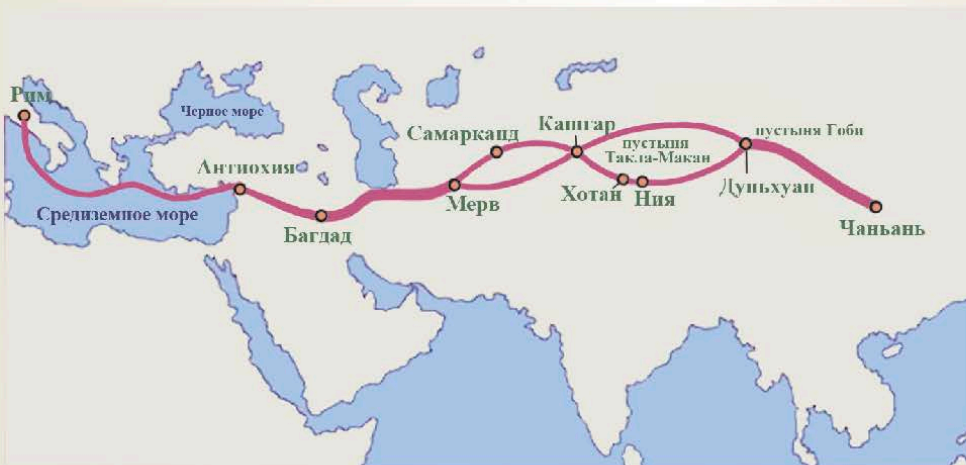 Рим
Черное море
Самарканд
Кашгар
пустыня Гоби
пустыня
Такла-Макан
Антиохия
Хотан
Ния
Дуньхуан
Мерв
Средиземное море
Багдад
Чаньань